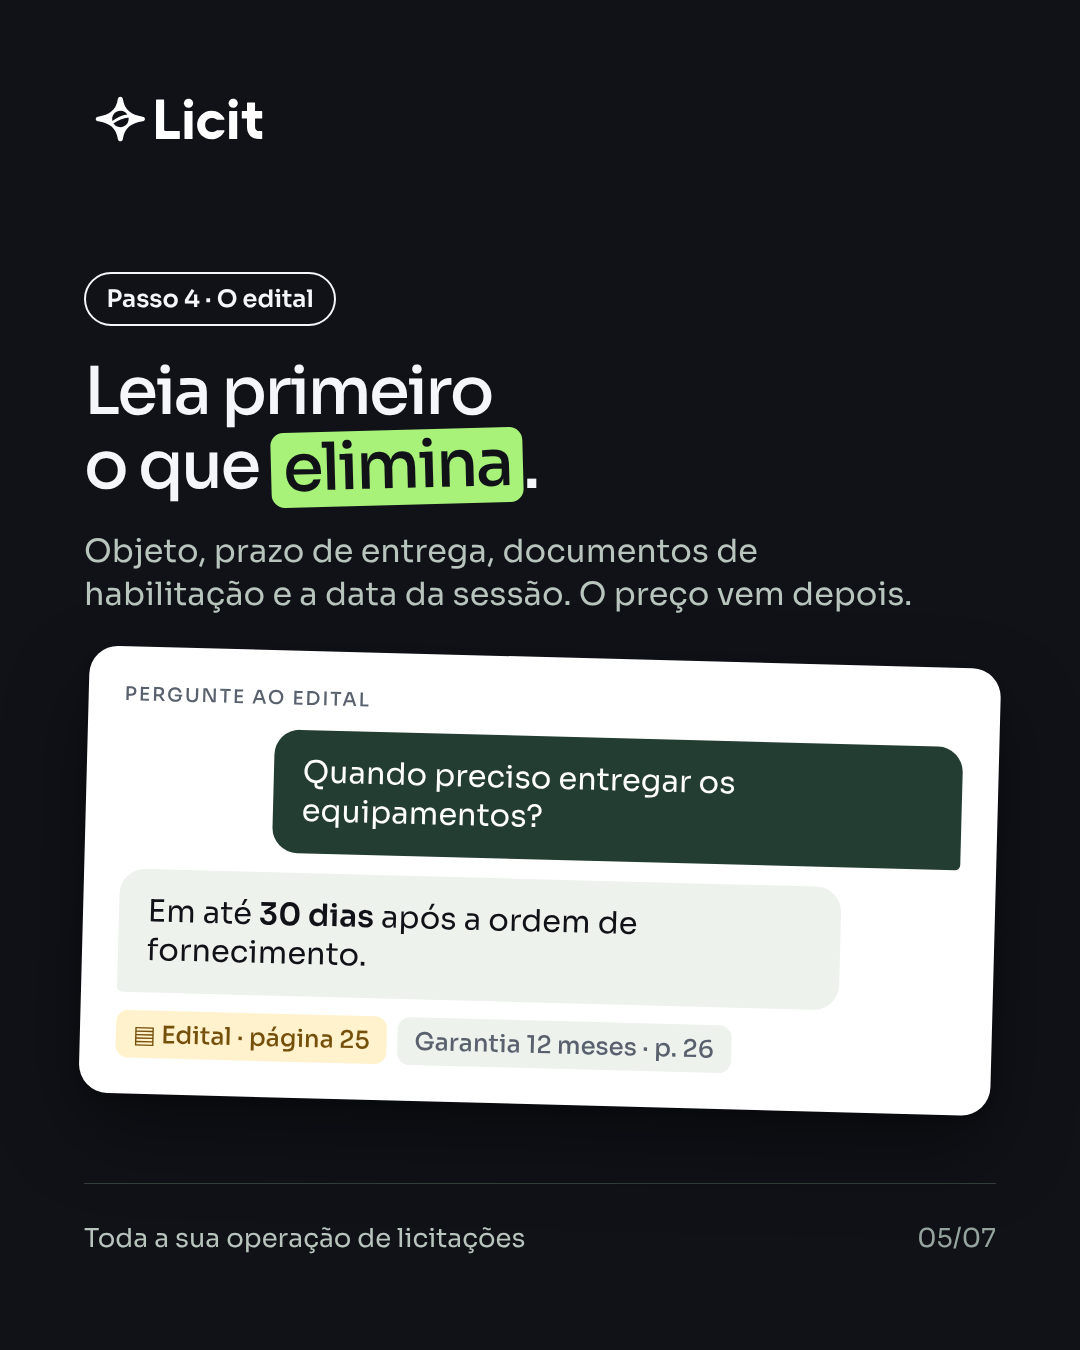 Licit
Passo 4 · O edital
Leia primeiro
o que elimina.
Objeto, prazo de entrega, documentos de
habilitação e a data da sessão. O preço vem depois.
PERGUNTE AO EDITAL
Quando preciso entregar os
equipamentos?
Em até 30 dias após a ordem de
fornecimento.
▤ Edital · página 25
Garantia 12 meses · p. 26
Toda a sua operação de licitações
05/07